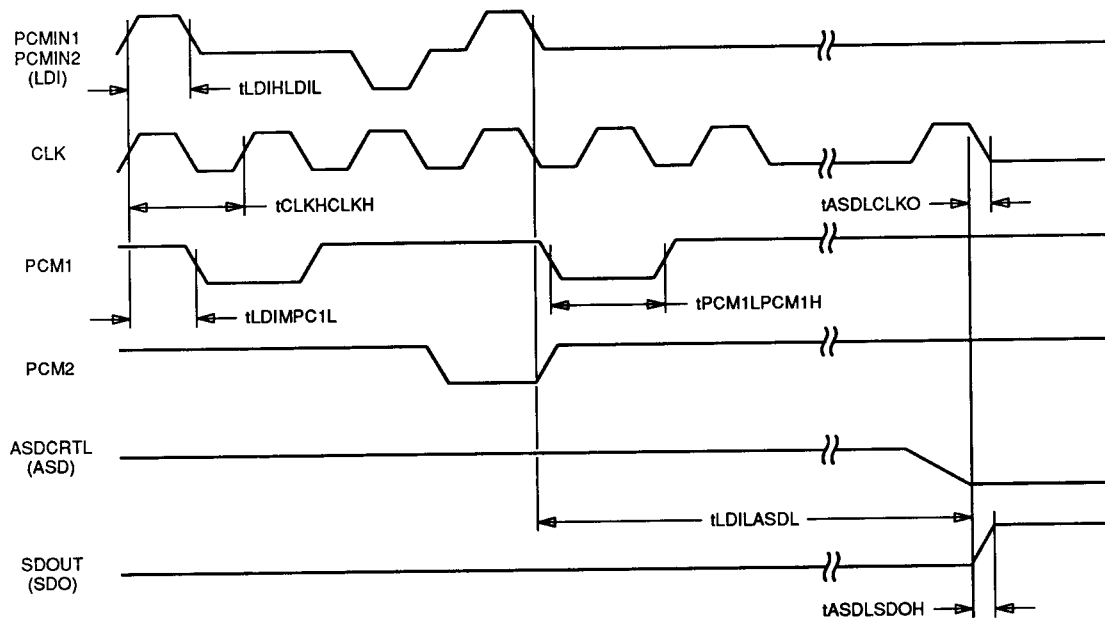 PCMIN1
PCMIN2
(LDI)
tLDIHLDIL
CLK
tCLKHCLKH
tASDLCLKO
PCM1
tLDIMPC1L
tPCM1LPCM1H
PCM2
ASDCRTL
(ASD)
tLDILASDL
SDOUT
(SDO)
tASDLSDOH